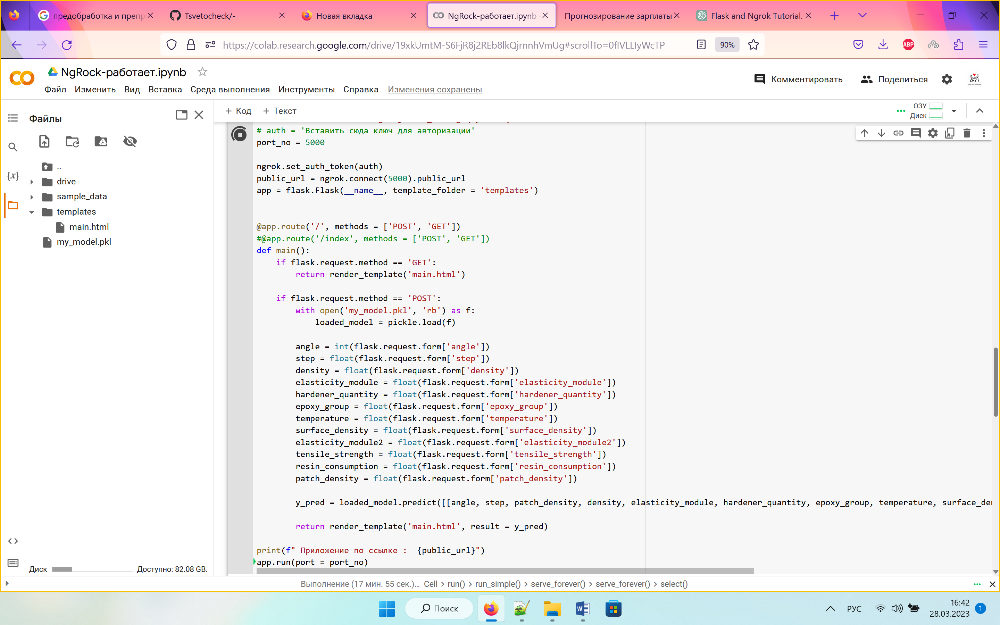 предобработка и препр
Tsvetocheck/-
Новая вкладка
NgRock-работает.ipynb
Прогнозирование зарплаты
Flask and Ngrok Tutorial.
https://colab.research.google.com/drive/19xkUmtM-S6FjR8j2REb8lkQjrnnhVmUg#scrollTo=0flVLLIyWcTP
90%
ABP
NgRock-работает.ipynb
Комментировать
Поделиться
Файл Изменить Вид Вставка Среда выполнения Инструменты Справка Изменения сохранены
Файлы
+ Код + Текст
ОЗУ
Диск
{x}
..
drive
sample_data
templates
main.html
my_model.pkl
# auth = 'Вставить сюда ключ для авторизации'
port_no = 5000
ngrok.set_auth_token(auth)
public_url = ngrok.connect(5000).public_url
app = flask.Flask(__name__, template_folder = 'templates')
@app.route('/', methods = ['POST', 'GET'])
#@app.route('/index', methods = ['POST', 'GET'])
def main():
if flask.request.method == 'GET':
return render_template('main.html')
if flask.request.method == 'POST':
with open('my_model.pkl', 'rb') as f:
loaded_model = pickle.load(f)
angle = int(flask.request.form['angle'])
step = float(flask.request.form['step'])
density = float(flask.request.form['density'])
elasticity_module = float(flask.request.form['elasticity_module'])
hardener_quantity = float(flask.request.form['hardener_quantity'])
epoxy_group = float(flask.request.form['epoxy_group'])
temperature = float(flask.request.form['temperature'])
surface_density = float(flask.request.form['surface_density'])
elasticity_module2 = float(flask.request.form['elasticity_module2'])
tensile_strength = float(flask.request.form['tensile_strength'])
resin_consumption = float(flask.request.form['resin_consumption'])
patch_density = float(flask.request.form['patch_density'])
y_pred = loaded_model.predict([[angle, step, patch_density, density, elasticity_module, hardener_quantity, epoxy_group, temperature, surface_de
return render_template('main.html', result = y_pred)
print(f" Приложение по ссылке :  {public_url}")
app.run(port = port_no)
Диск
Доступно: 82.08 GB.
Выполнение (17 мин. 55 сек.)... Cell > run() > run_simple() > serve_forever() > serve_forever() > select()
Поиск
РУС
16:42
28.03.2023
1